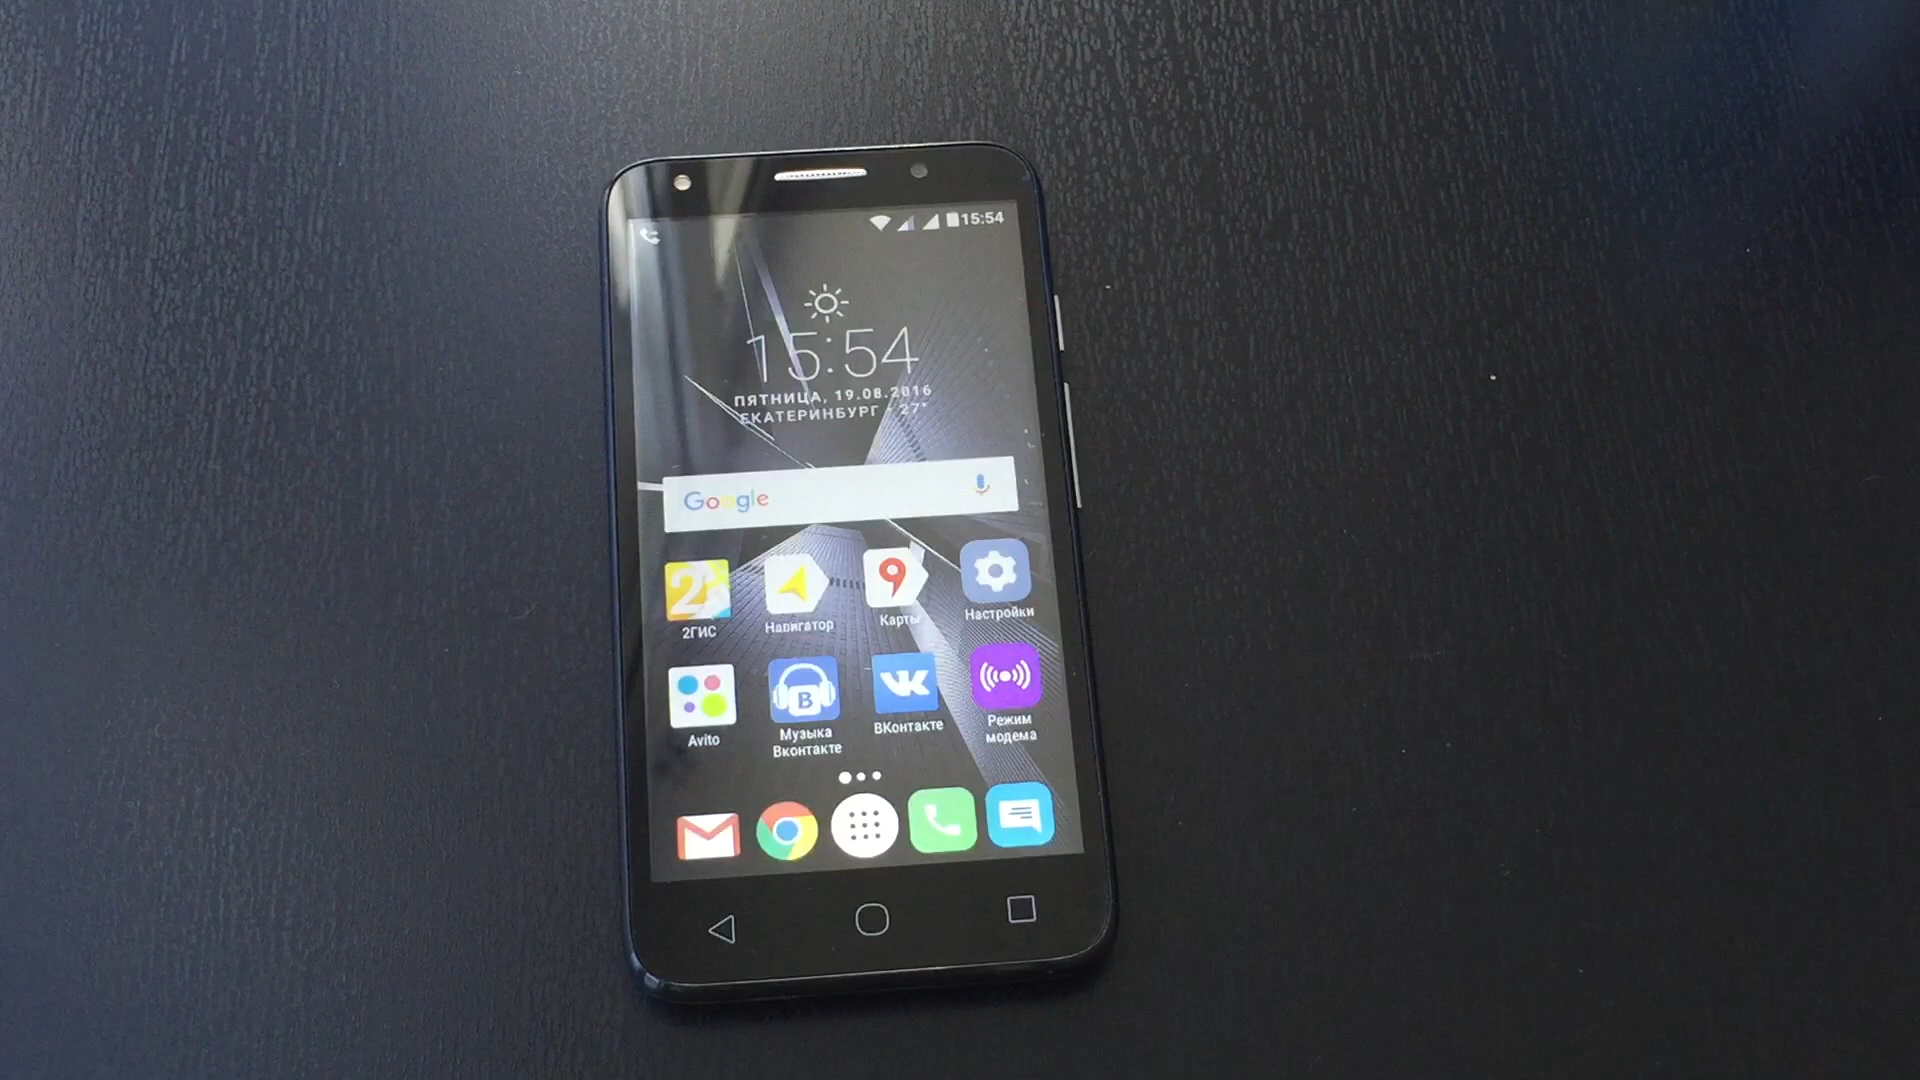 15:54
15:54
ПЯТНИЦА, 19.08.2016
ЕКАТЕРИНБУРГ - 27°
Google
2ГИС
Навигатор
Карты
Настройки
B
Avito
Музыка
Вконтакте
ВКонтакте
Режим
модема